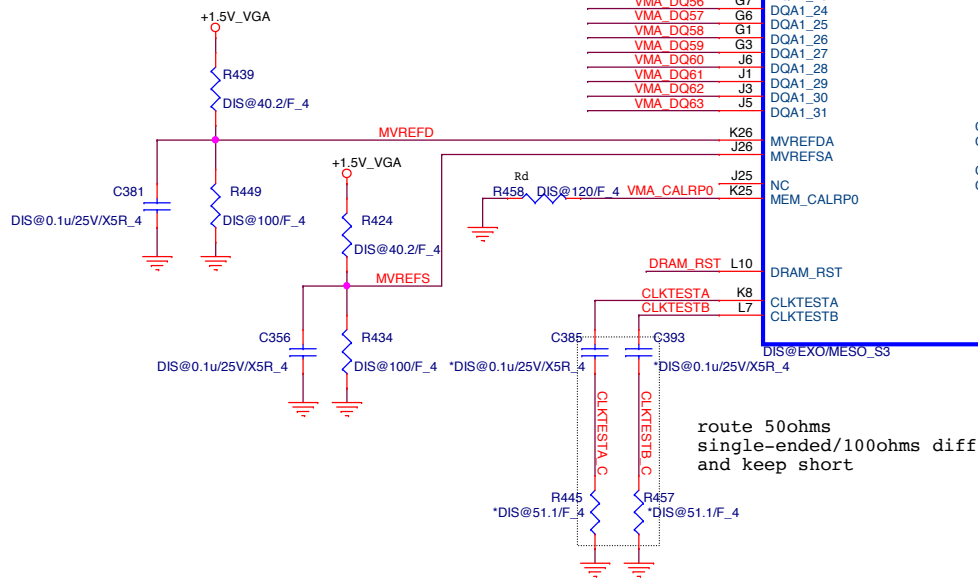 VMA_DQ56 G7 DQA1_24
VMA_DQ57 G6 DQA1_25
VMA_DQ58 G1 DQA1_26
VMA_DQ59 G3 DQA1_27
VMA_DQ60 J6 DQA1_28
VMA_DQ61 J1 DQA1_29
VMA_DQ62 J3 DQA1_30
VMA_DQ63 J5 DQA1_31
+1.5V_VGA
R439
DIS@40.2/F_4
MVREFD K26 MVREFDA
J26 MVREFSA
+1.5V_VGA
C381
DIS@0.1u/25V/X5R_4
R449
DIS@100/F_4
Rd
R458 DIS@120/F_4 VMA_CALRP0 K25 MEM_CALRP0
J25 NC
R424
DIS@40.2/F_4
MVREFS
DRAM_RST L10 DRAM_RST
CLKTESTA K8 CLKTESTA
CLKTESTB L7 CLKTESTB
C356
DIS@0.1u/25V/X5R_4
R434
DIS@100/F_4
C385
*DIS@0.1u/25V/X5R_4
C393
*DIS@0.1u/25V/X5R_4
DIS@EXO/MESO_S3
CLKTESTA_C
CLKTESTB_C
route 50ohms
single-ended/100ohms diff
and keep short
R445
*DIS@51.1/F_4
R457
*DIS@51.1/F_4